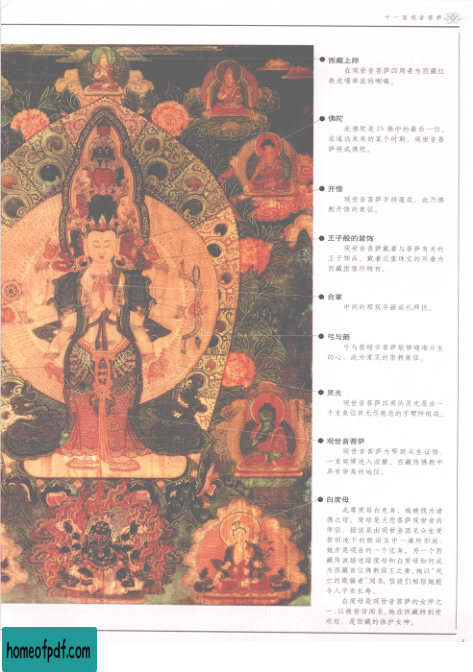 十一面观音菩萨
西藏上师
在观世音菩萨四周者为西藏红
教或噶举派的喇嘛。
佛陀
此佛陀是35佛中的最后一位。
在遥远未来的某个时期，观世音菩
萨将成佛陀。
开悟
观世音菩萨手持莲花，此乃佛
教开悟的表征。
王子般的装饰
观世音菩萨戴着与菩萨有关的
王子饰品。戴着沉重珠宝的耳垂为
西藏图像所特有。
合掌
中间的那双手握成礼拜状。
弓与箭
弓与箭暗示菩萨能够瞄准众生
的心，此为常见的密教象征。
灵光
观世音菩萨四周的灵光是由一
千支象征其无尽慈悲的手臂所组成。
观世音菩萨
观世音菩萨为帮助众生证悟，
一直延缓进入涅槃。在藏传佛教中
具有崇高的地位。
白度母
此尊度母白色身，她被视为诸
佛之母。度母是大悲菩萨观世音的
伴侣，据说是由观世音因见众生受
苦而流下的眼泪当中一滴所形成，
她亦是观音的一个化身。另一个西
藏传说描述绿度母和白度母如何成
为西藏首位佛教国王之妻。她以“死
亡的欺骗者”闻名，信徒们相信她能
令人平安长寿。
白度母是观世音菩萨的女伴之
一，以救世母闻名。她在西藏特别受
欢迎，是西藏的保护女神。
homeofpdf.com